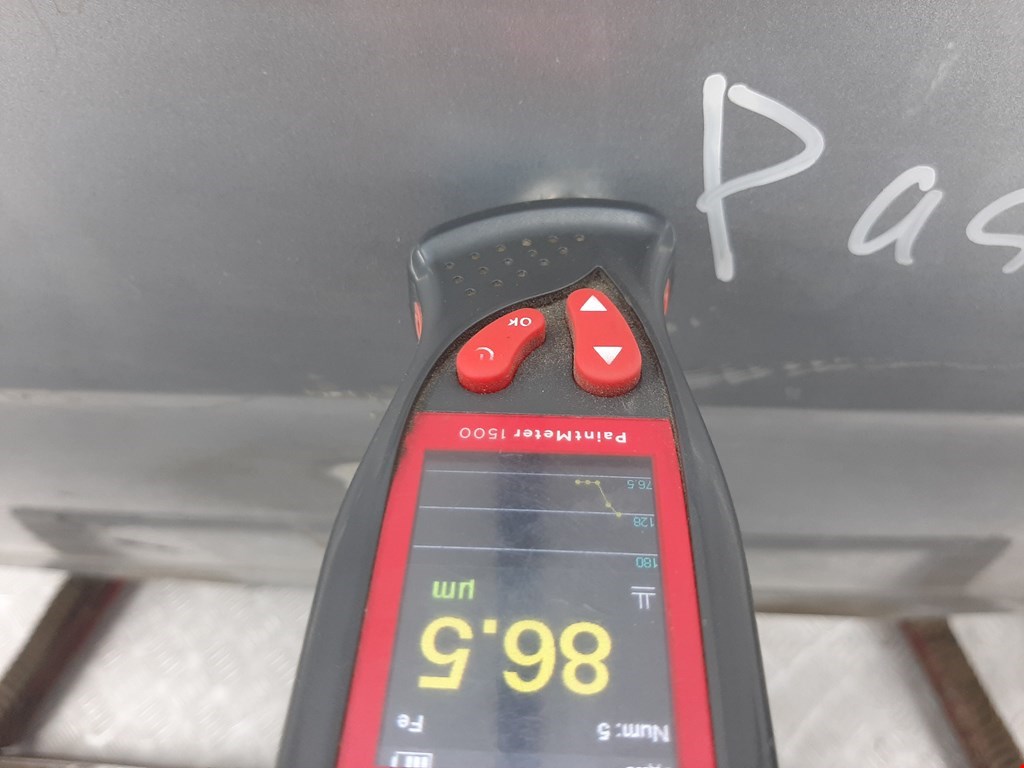 Pas
Num: 5 Fe
86.5 µm
180
128
76.5
PaintMeter 1500
OK